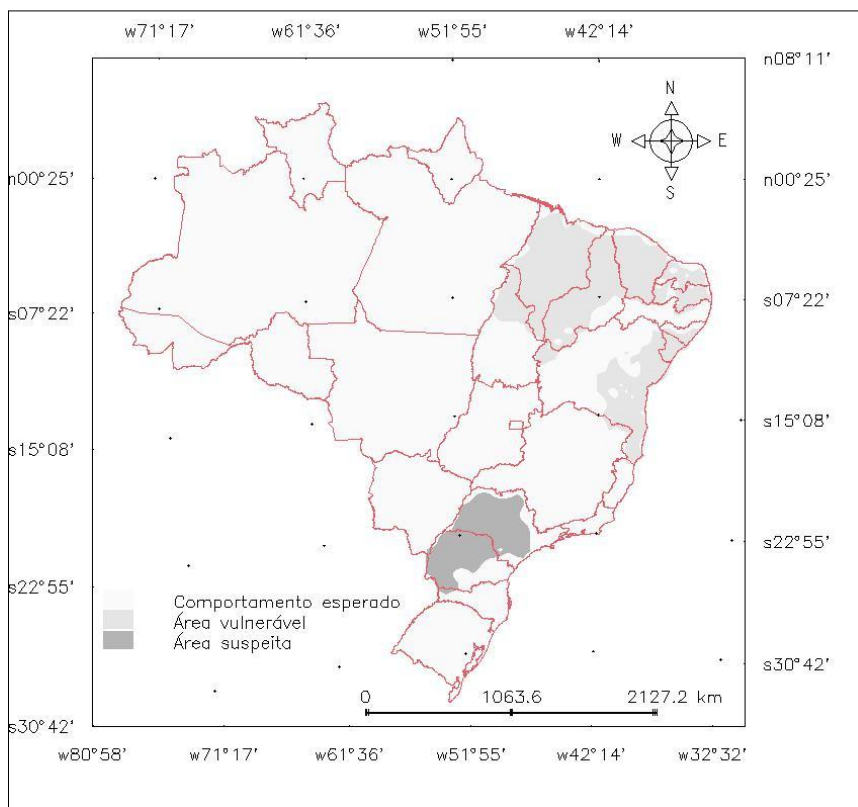 w71°17' w61°36' w51°55' w42°14'
n08°11'
N
W E
S
n00°25' n00°25'
s07°22' s07°22'
s15°08' s15°08'
s22°55' s22°55'
Comportamento esperado
Área vulnerável
Área suspeita
s30°42' s30°42'
0 1063.6 2127.2 km
w80°58' w71°17' w61°36' w51°55' w42°14' w32°32'